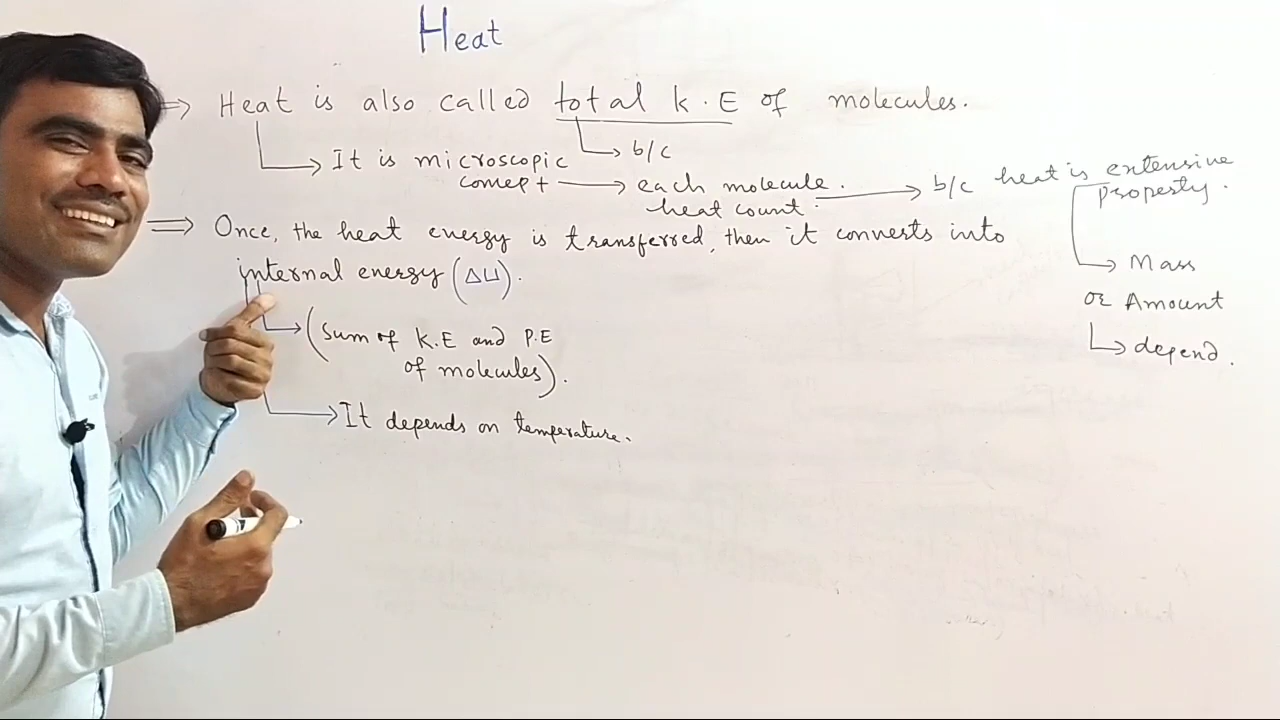 Heat
⇒ Heat is also called total K.E of molecules.
→ b/c
→ It is microscopic
comept → each molecule. → b/c heat is extensive
heat count. property.
⇒ Once, the heat energy is transferred, then it converts into
internal energy (ΔU).
→ Mass
or Amount
→ depend.
→ (Sum of K.E and P.E
of molecules).
→ It depends on temperature.